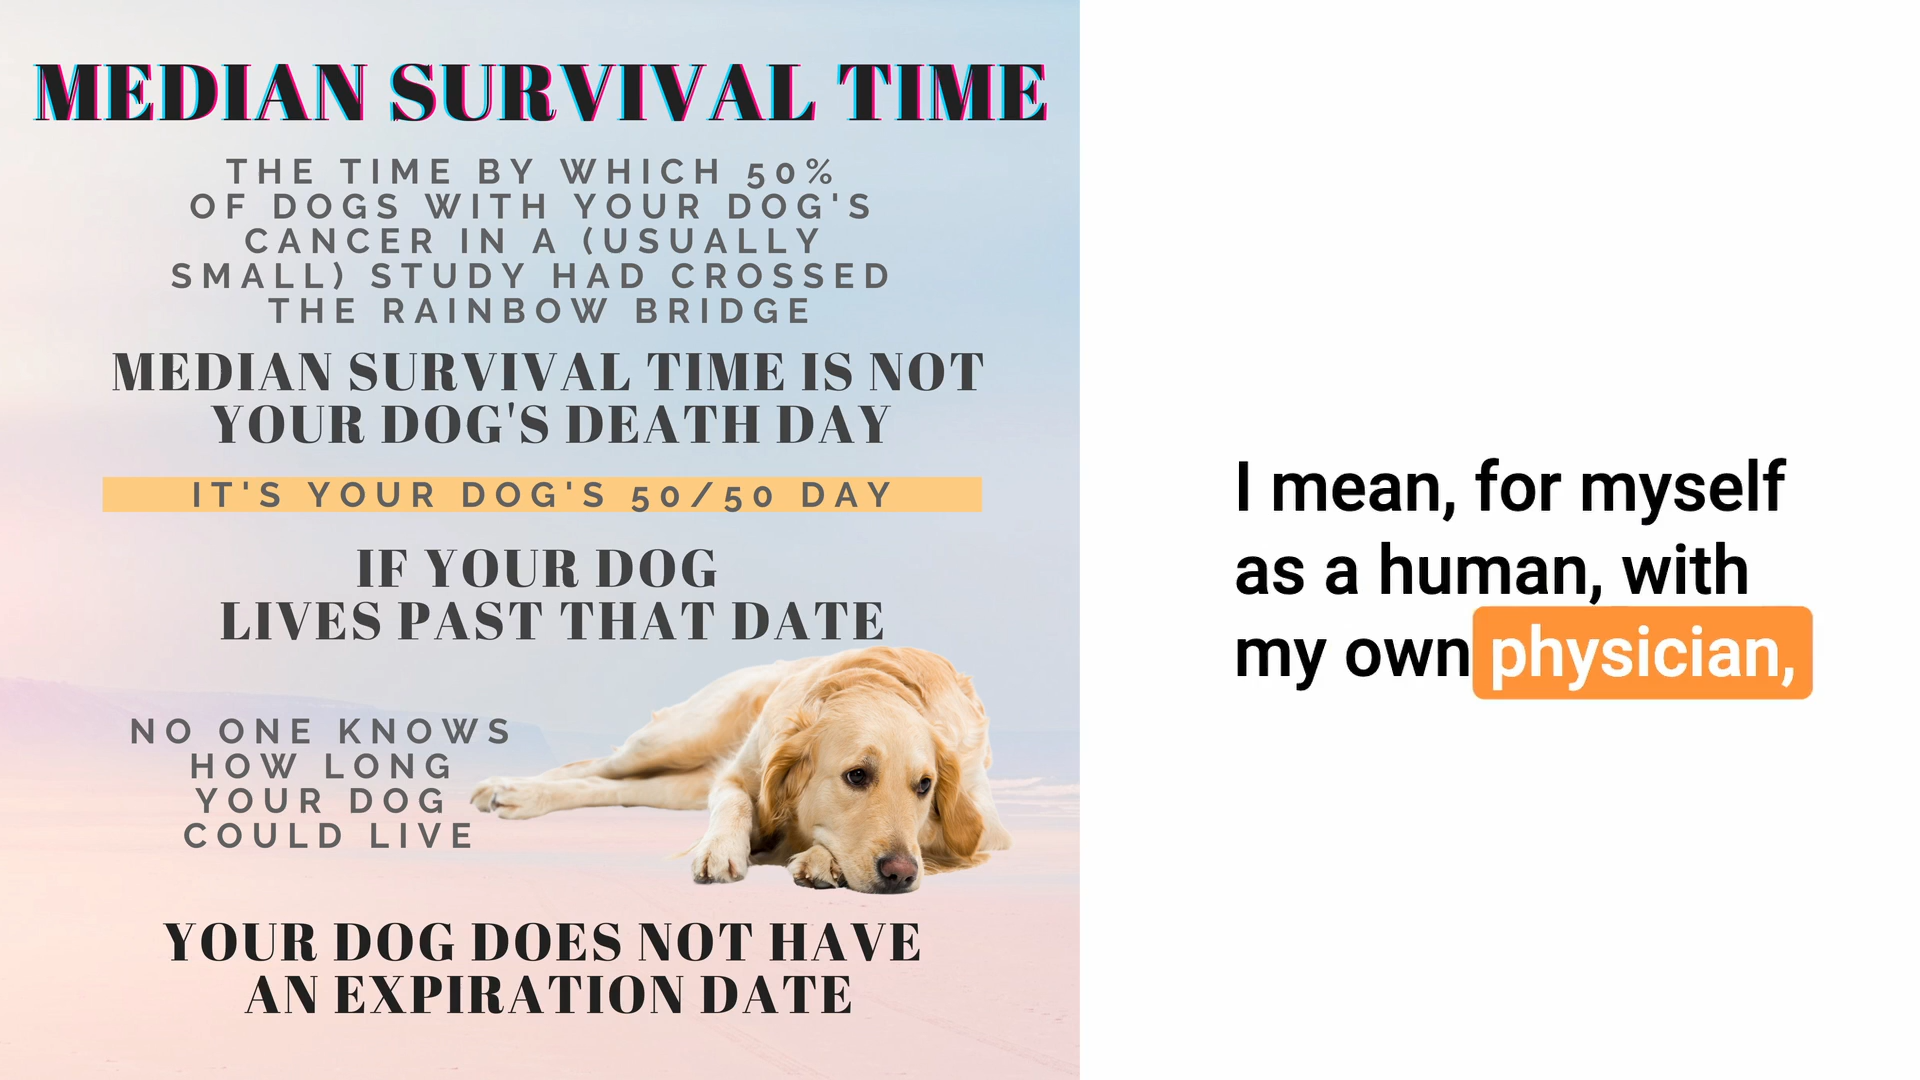 MEDIAN SURVIVAL TIME
THE TIME BY WHICH 50%
OF DOGS WITH YOUR DOG'S
CANCER IN A (USUALLY
SMALL) STUDY HAD CROSSED
THE RAINBOW BRIDGE
MEDIAN SURVIVAL TIME IS NOT
YOUR DOG'S DEATH DAY
IT'S YOUR DOG'S 50/50 DAY
IF YOUR DOG
LIVES PAST THAT DATE
NO ONE KNOWS
HOW LONG
YOUR DOG
COULD LIVE
YOUR DOG DOES NOT HAVE
AN EXPIRATION DATE
I mean, for myself
as a human, with
my own physician,